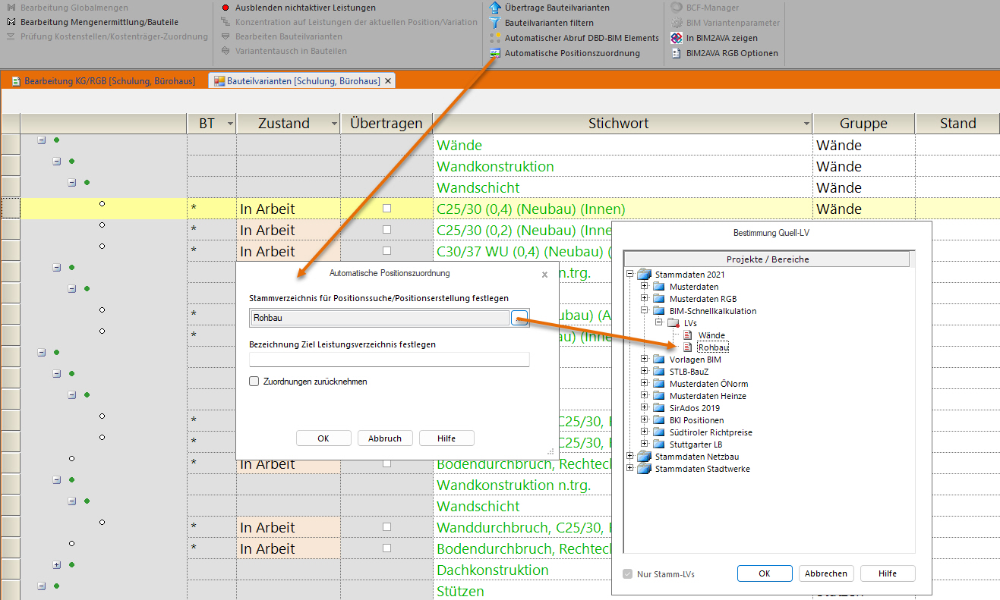 Bearbeitung Globalmengen
Bearbeitung Mengenermittlung/Bauteile
Prüfung Kostenstellen/Kostenträger-Zuordnung
Ausblenden nichtaktiver Leistungen
Konzentration auf Leistungen der aktuellen Position/Variation
Bearbeiten Bauteilvarianten
Variantentausch in Bauteilen
Übertrage Bauteilvarianten
Bauteilvarianten filtern
Automatischer Abruf DBD-BIM Elements
Automatische Positionszuordnung
BCF-Manager
BIM Variantenparameter
In BIM2AVA zeigen
BIM2AVA RGB Optionen
Bearbeitung KG/RGB [Schulung, Bürohaus]
Bauteilvarianten [Schulung, Bürohaus]
BT Zustand Übertragen Stichwort Gruppe Stand
Wände Wände
Wandkonstruktion Wände
Wandschicht Wände
* In Arbeit C25/30 (0,4) (Neubau) (Innen) Wände
* In Arbeit C25/30 (0,2) (Neubau) (Inne
* In Arbeit C30/37 WU (0,4) (Neubau) (
n.trg.
*
ubau) (A
*
au) (Inne
*
C25/30,
*
C25/30,
* In Arbeit Bodendurchbruch, Rechteck
Wandkonstruktion n.trg.
Wandschicht
* In Arbeit Wanddurchbruch, C25/30,
* In Arbeit Bodendurchbruch, Rechteck
Dachkonstruktion
Stützen
Automatische Positionszuordnung
Stammverzeichnis für Positionssuche/Positionserstellung festlegen
Rohbau
Bezeichnung Ziel Leistungsverzeichnis festlegen
Zuordnungen zurücknehmen
OK Abbruch Hilfe
Bestimmung Quell-LV
Projekte / Bereiche
Stammdaten 2021
Musterdaten
Musterdaten RGB
BIM-Schnellkalkulation
LVs
Wände
Rohbau
Vorlagen BIM
STLB-BauZ
Musterdaten ÖNorm
Musterdaten Heinze
SirAdos 2019
BKI Positionen
Südtiroler Richtpreise
Stuttgarter LB
Stammdaten Netzbau
Stammdaten Stadtwerke
Nur Stamm-LVs
OK Abbrechen Hilfe